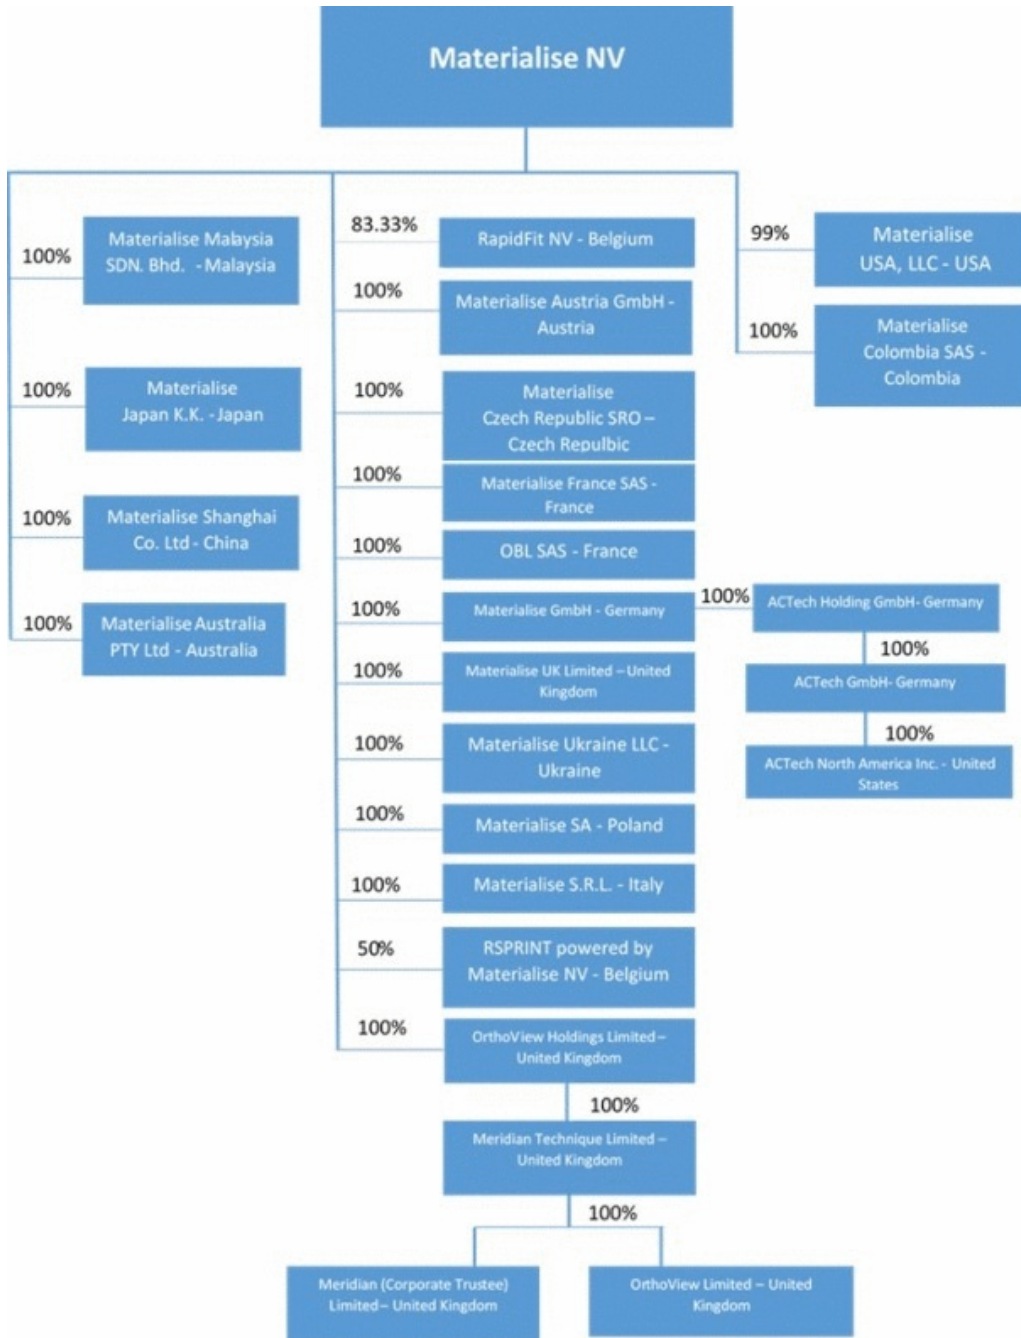 Materialise NV
100%
Materialise Malaysia
SDN. Bhd. - Malaysia
100%
Materialise
Japan K.K. - Japan
100%
Materialise Shanghai
Co. Ltd - China
100%
Materialise Australia
PTY Ltd - Australia
83.33%
RapidFit NV - Belgium
100%
Materialise Austria GmbH -
Austria
100%
Materialise
Czech Republic SRO –
Czech Repulbic
100%
Materialise France SAS -
France
100%
OBL SAS - France
100%
Materialise GmbH - Germany
100%
ACTech Holding GmbH- Germany
100%
ACTech GmbH- Germany
100%
ACTech North America Inc. - United
States
100%
Materialise UK Limited – United
Kingdom
100%
Materialise Ukraine LLC -
Ukraine
100%
Materialise SA - Poland
100%
Materialise S.R.L. - Italy
50%
RSPRINT powered by
Materialise NV - Belgium
100%
OrthoView Holdings Limited –
United Kingdom
100%
Meridian Technique Limited –
United Kingdom
100%
Meridian (Corporate Trustee)
Limited – United Kingdom
OrthoView Limited – United
Kingdom
99%
Materialise
USA, LLC - USA
100%
Materialise
Colombia SAS -
Colombia